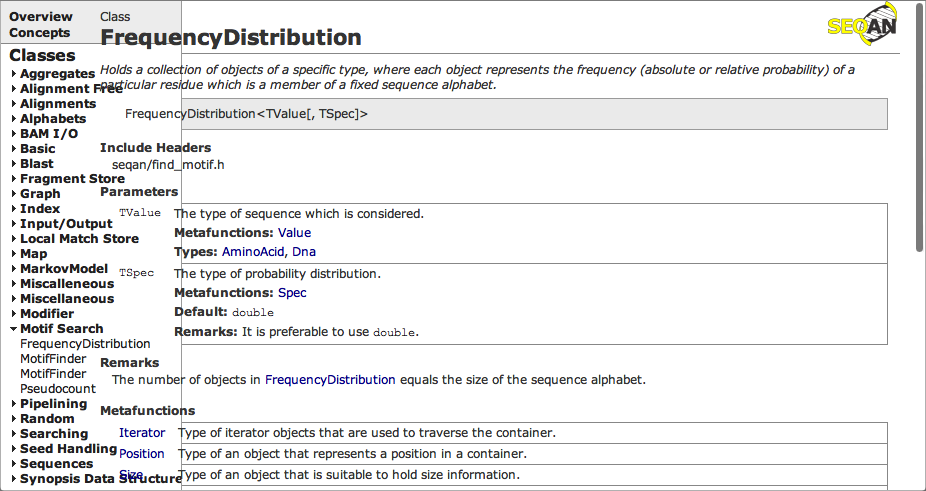 Overview
Concepts
Classes
Aggregates
Alignment Free
Alignments
Alphabets
BAM I/O
Basic
Blast
Fragment Store
Graph
Index
Input/Output
Local Match Store
Map
MarkovModel
Miscalleneous
Miscellaneous
Modifier
Motif Search
FrequencyDistribution
MotifFinder
MotifFinder
Pseudocount
Pipelining
Random
Searching
Seed Handling
Sequences
Synopsis Data Structure
Class
FrequencyDistribution
SEQAN
Holds a collection of objects of a specific type, where each object represents the frequency (absolute or relative probability) of a
particular residue which is a member of a fixed sequence alphabet.
FrequencyDistribution<TValue[, TSpec]>
Include Headers
seqan/find_motif.h
Parameters
TValue The type of sequence which is considered.
Metafunctions: Value
Types: AminoAcid, Dna
TSpec The type of probability distribution.
Metafunctions: Spec
Default: double
Remarks: It is preferable to use double.
Remarks
The number of objects in FrequencyDistribution equals the size of the sequence alphabet.
Metafunctions
Iterator Type of iterator objects that are used to traverse the container.
Position Type of an object that represents a position in a container.
Size Type of an object that is suitable to hold size information.